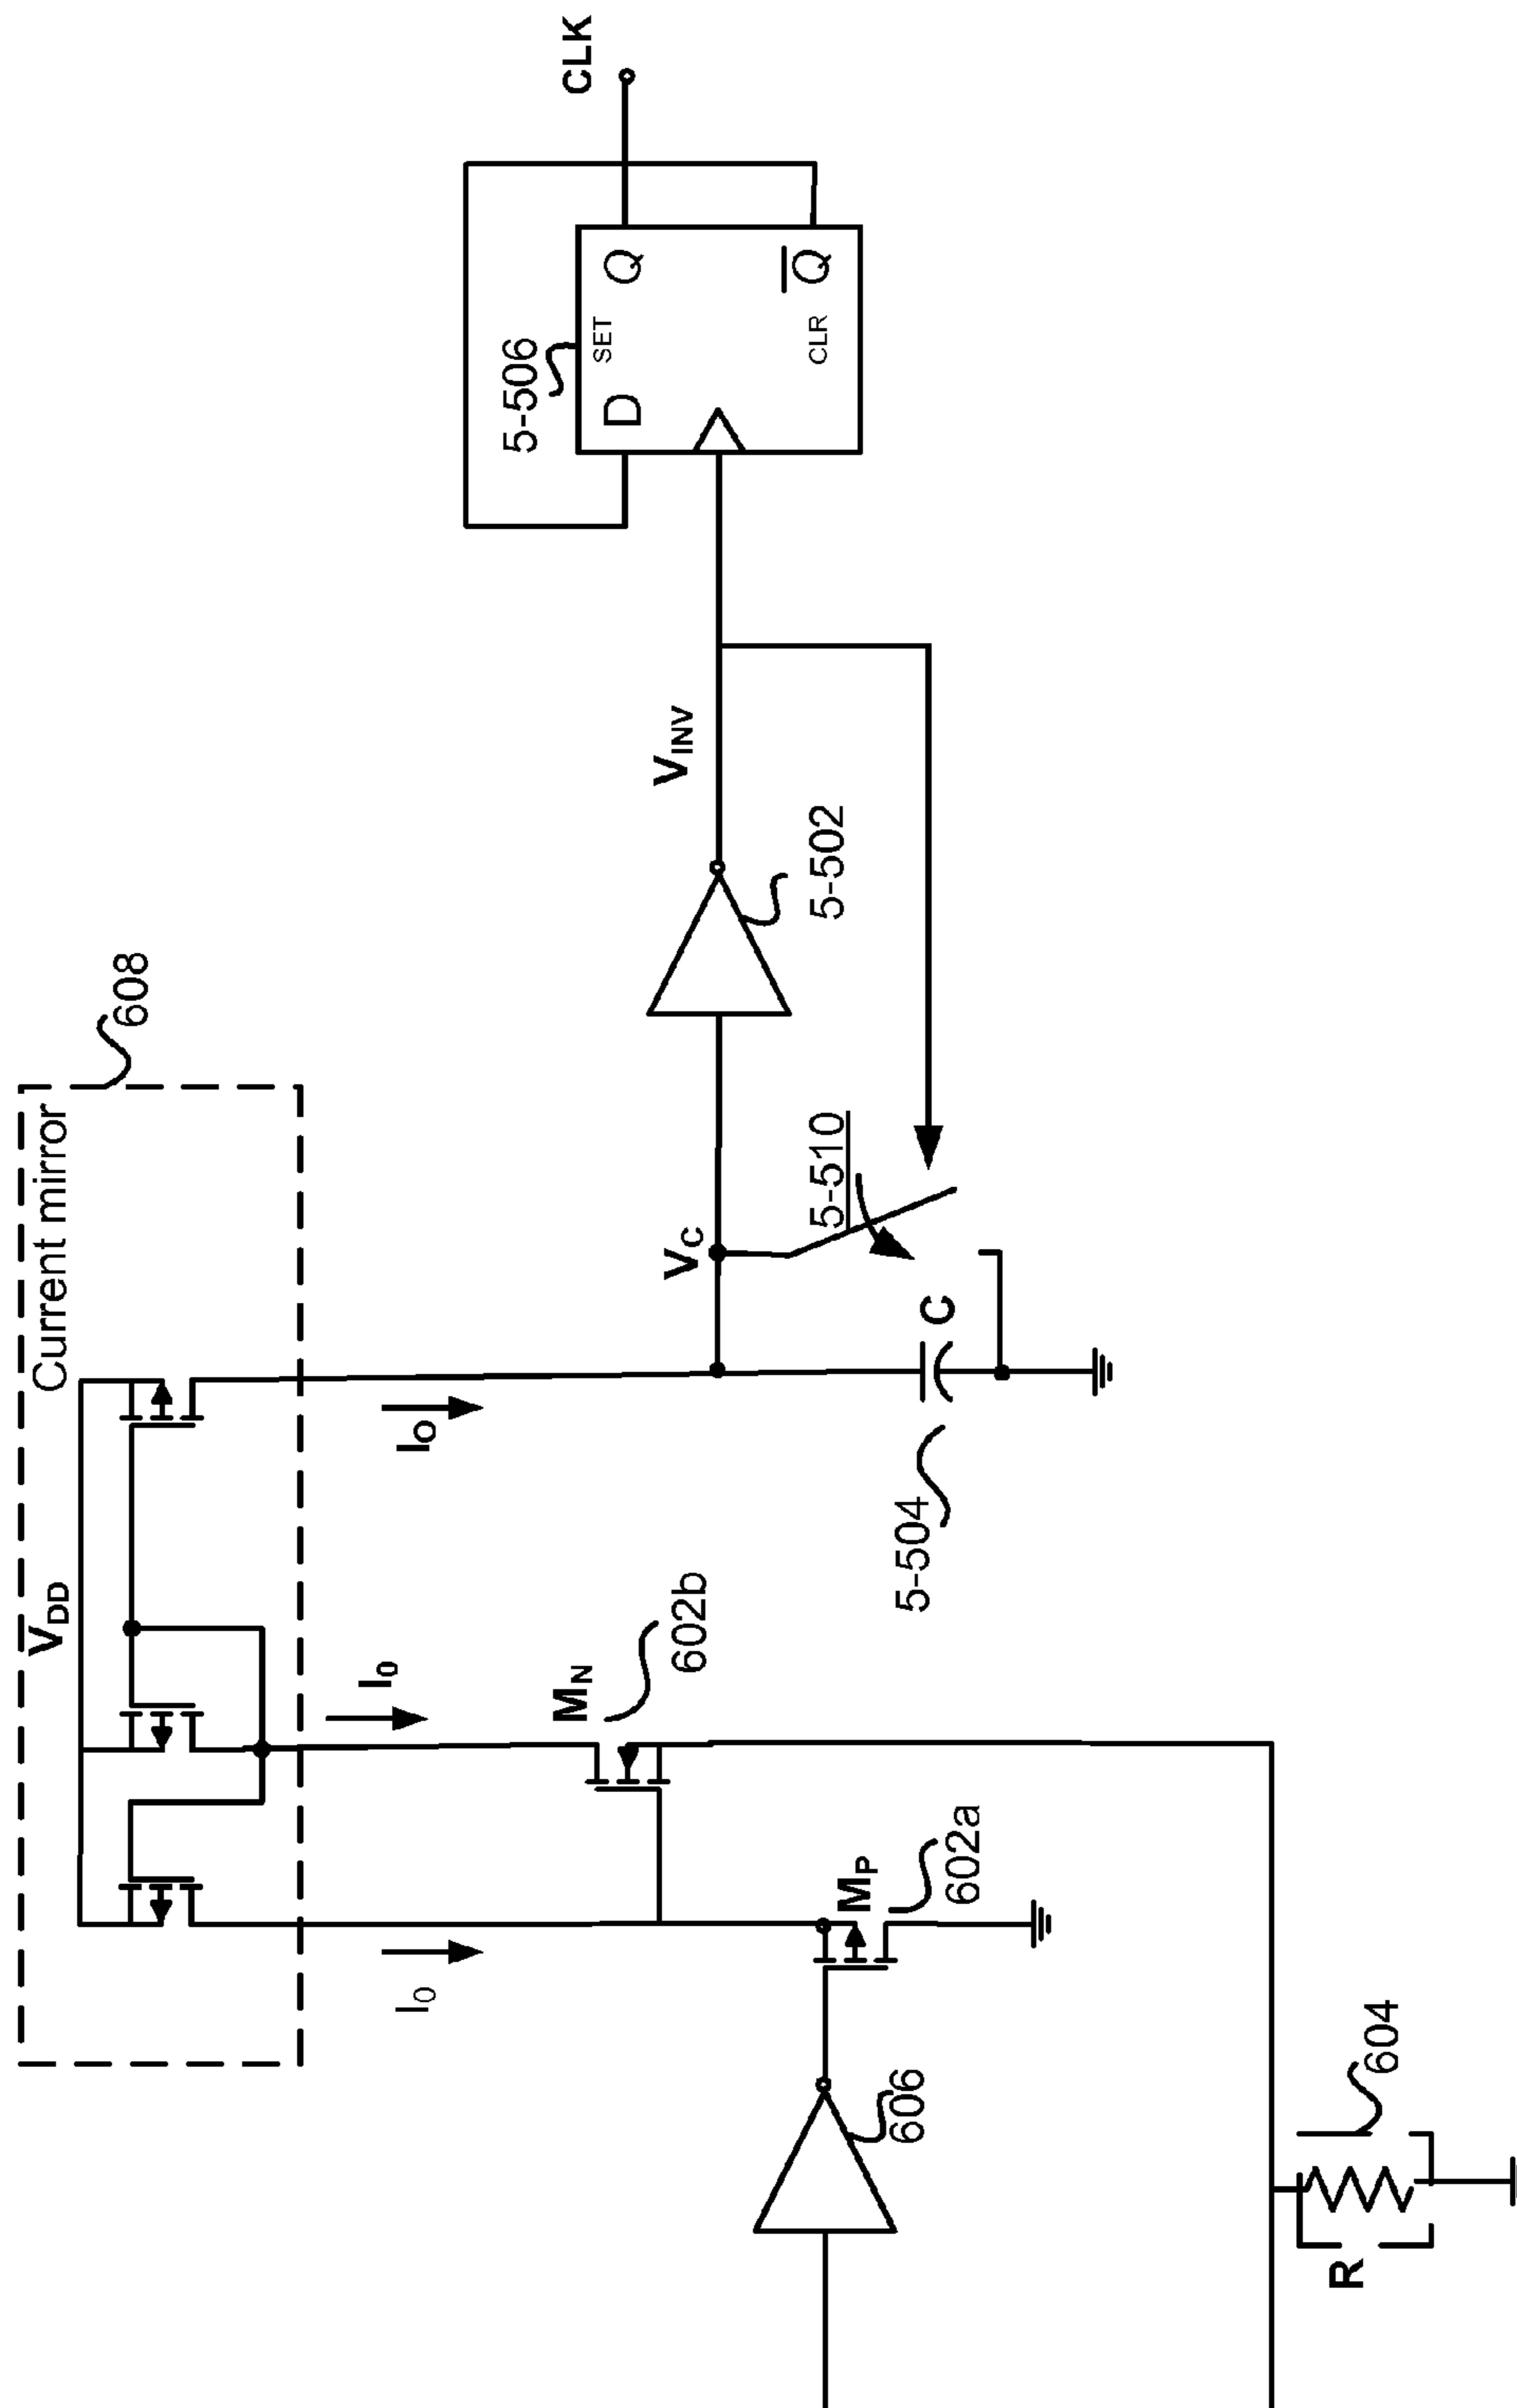 CLK
5-506
D
SET
Q
CLR
Q
V_INV
5-502
608
Current mirror
V_DD
V_C
5-510
I_O
C
5-504
I_0
M_N
602b
I_0
M_P
602a
606
604
R